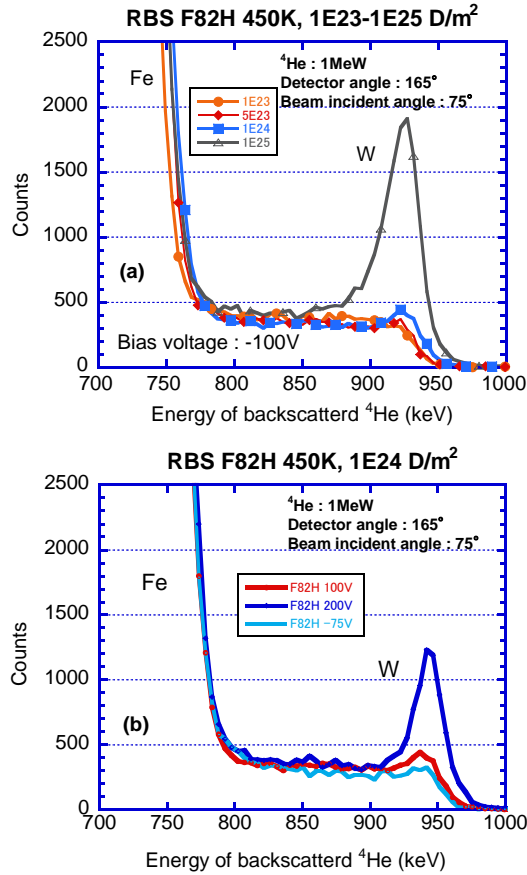 RBS F82H 450K, 1E23-1E25 D/m²
2500
2000
1500
1000
500
0
Counts
Fe
⁴He : 1MeW
Detector angle : 165°
Beam incident angle : 75°
1E23
5E23
1E24
1E25
W
(a)
Bias voltage : -100V
700 750 800 850 900 950 1000
Energy of backscatterd ⁴He (keV)
RBS F82H 450K, 1E24 D/m²
2500
2000
1500
1000
500
0
Counts
Fe
⁴He : 1MeW
Detector angle : 165°
Beam incident angle : 75°
F82H 100V
F82H 200V
F82H -75V
W
(b)
700 750 800 850 900 950 1000
Energy of backscatterd ⁴He (keV)